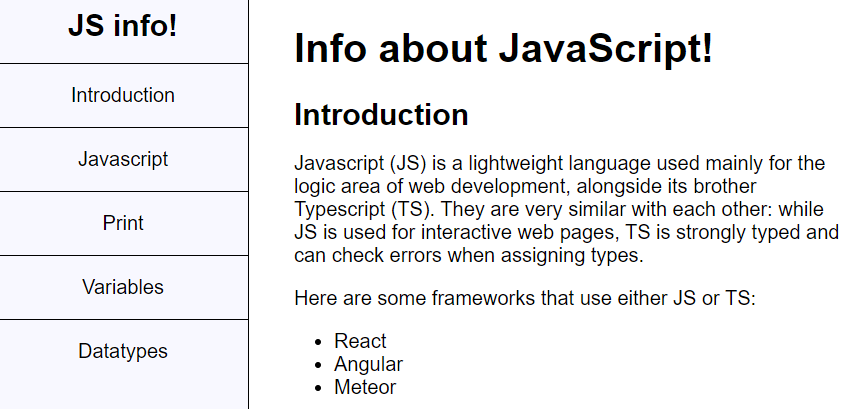 JS info!
Introduction
Javascript
Print
Variables
Datatypes
Info about JavaScript!
Introduction
Javascript (JS) is a lightweight language used mainly for the
logic area of web development, alongside its brother
Typescript (TS). They are very similar with each other: while
JS is used for interactive web pages, TS is strongly typed and
can check errors when assigning types.
Here are some frameworks that use either JS or TS:
• React
• Angular
• Meteor